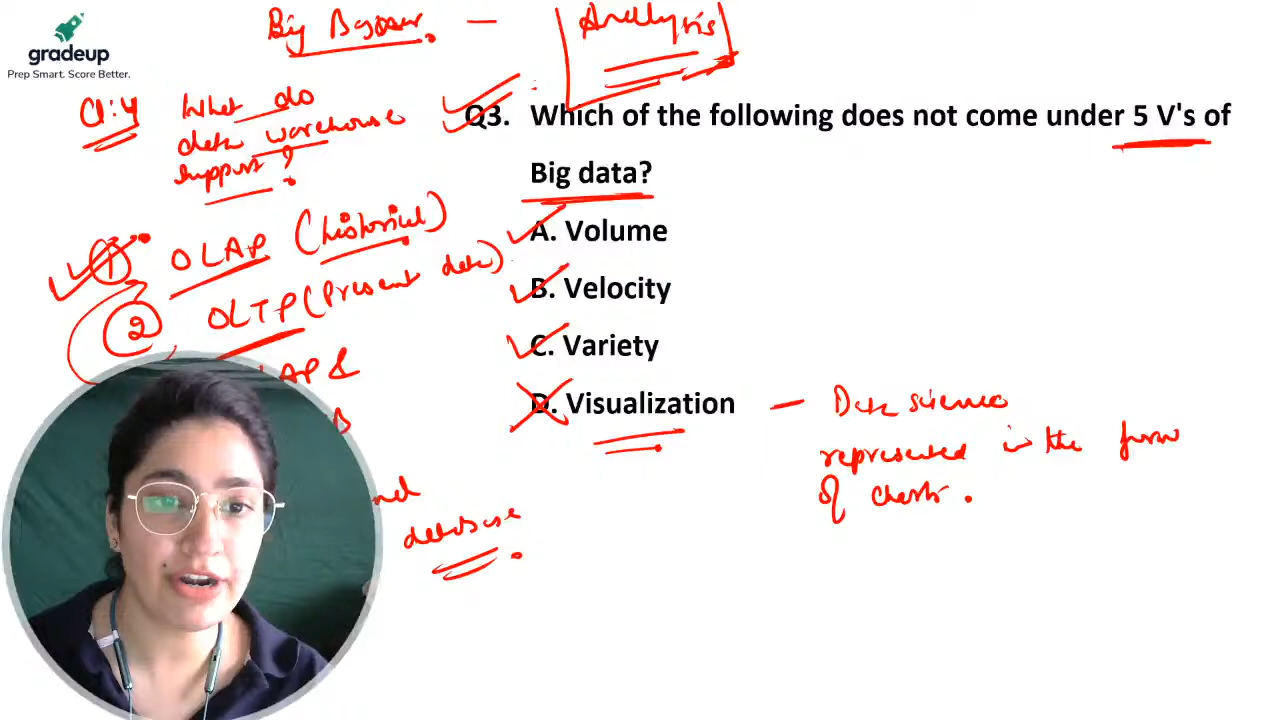 Big
Analysis
gradeup
Prep Smart. Score Better.
Q:4 What do
data warehouse
support?
Q3. Which of the following does not come under 5 V's of
Big data?
A. Volume
B. Velocity
C. Variety
D. Visualization
1 OLAP (historical)
2 OLTP (Present data)
LAP &
database
– Data science
represented in the form
of charts.